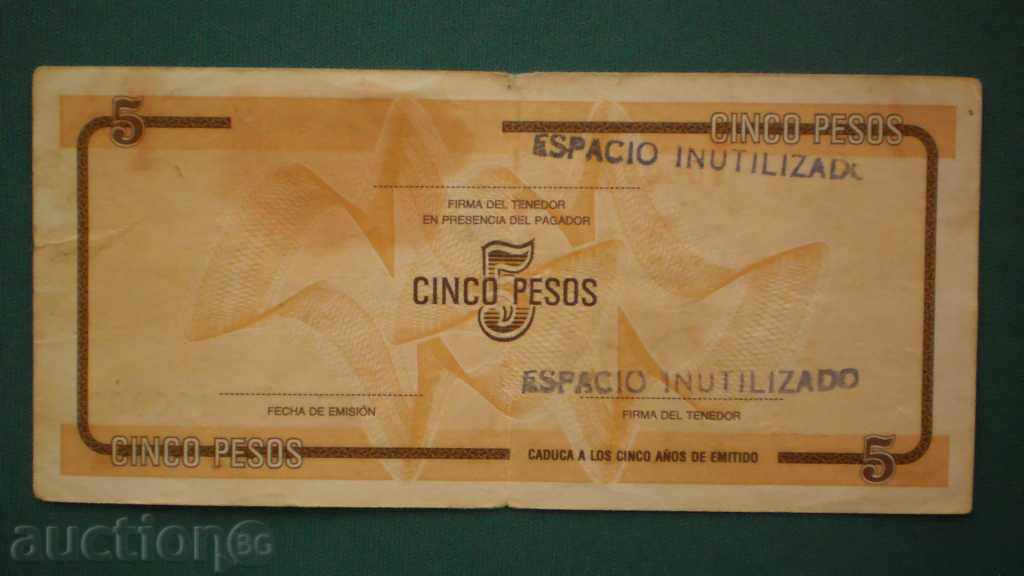 5
CINCO PESOS
ESPACIO INUTILIZADO
FIRMA DEL TENEDOR
EN PRESENCIA DEL PAGADOR
5
CINCO PESOS
ESPACIO INUTILIZADO
FECHA DE EMISIÓN
FIRMA DEL TENEDOR
CINCO PESOS
CADUCA A LOS CINCO AÑOS DE EMITIDO
5
auction BG